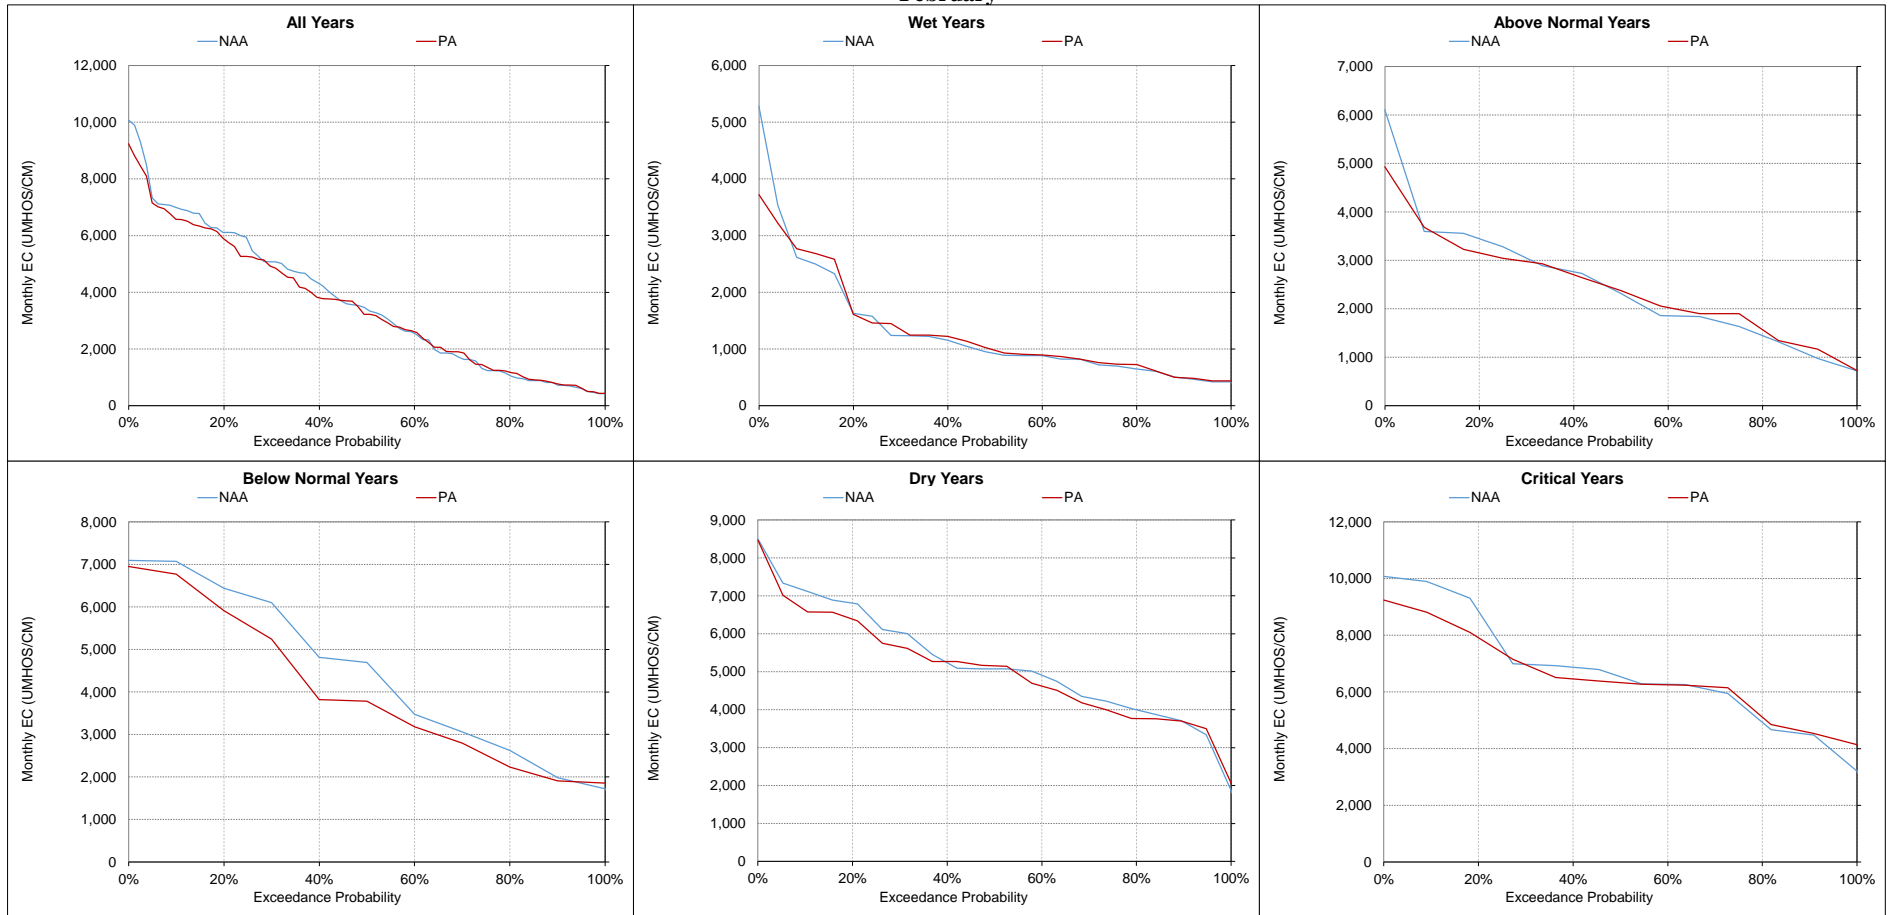 February
All Years
NAA PA
12,000
10,000
8,000
6,000
4,000
2,000
0
Monthly EC (UMHOS/CM)
0% 20% 40% 60% 80% 100%
Exceedance Probability
Wet Years
NAA PA
6,000
5,000
4,000
3,000
2,000
1,000
0
Monthly EC (UMHOS/CM)
0% 20% 40% 60% 80% 100%
Exceedance Probability
Above Normal Years
NAA PA
7,000
6,000
5,000
4,000
3,000
2,000
1,000
0
Monthly EC (UMHOS/CM)
0% 20% 40% 60% 80% 100%
Exceedance Probability
Below Normal Years
NAA PA
8,000
7,000
6,000
5,000
4,000
3,000
2,000
1,000
0
Monthly EC (UMHOS/CM)
0% 20% 40% 60% 80% 100%
Exceedance Probability
Dry Years
NAA PA
9,000
8,000
7,000
6,000
5,000
4,000
3,000
2,000
1,000
0
Monthly EC (UMHOS/CM)
0% 20% 40% 60% 80% 100%
Exceedance Probability
Critical Years
NAA PA
12,000
10,000
8,000
6,000
4,000
2,000
0
Monthly EC (UMHOS/CM)
0% 20% 40% 60% 80% 100%
Exceedance Probability